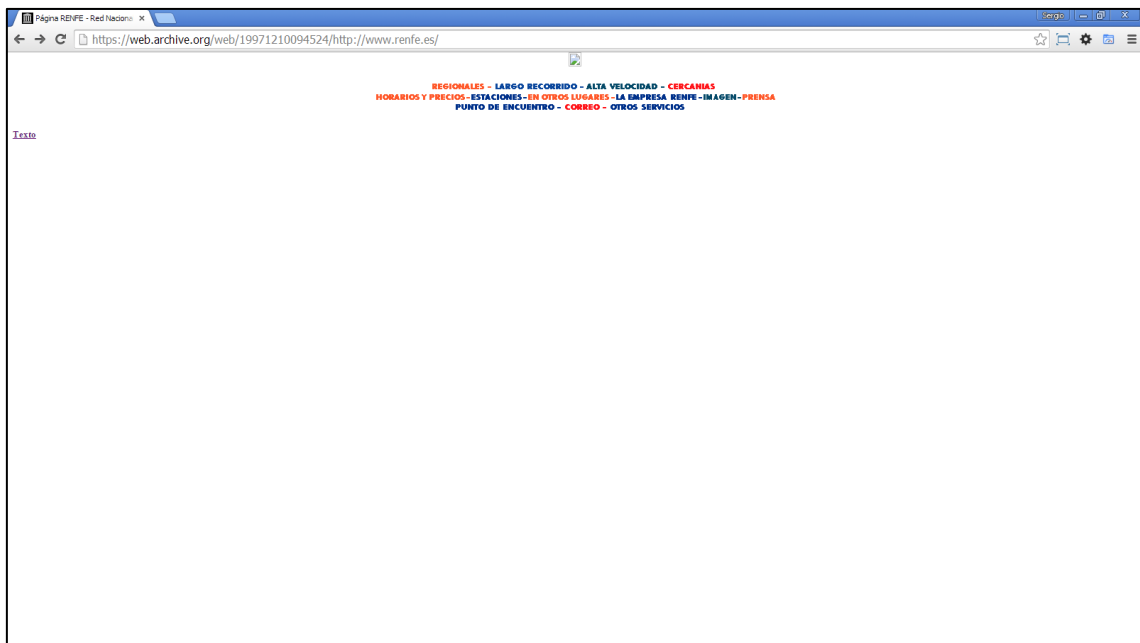 Página RENFE - Red Naciona
Sergio
https://web.archive.org/web/19971210094524/http://www.renfe.es/
REGIONALES - LARGO RECORRIDO - ALTA VELOCIDAD - CERCANIAS
HORARIOS Y PRECIOS-ESTACIONES-EN OTROS LUGARES-LA EMPRESA RENFE-IMAGEN-PRENSA
PUNTO DE ENCUENTRO - CORREO - OTROS SERVICIOS
Texto